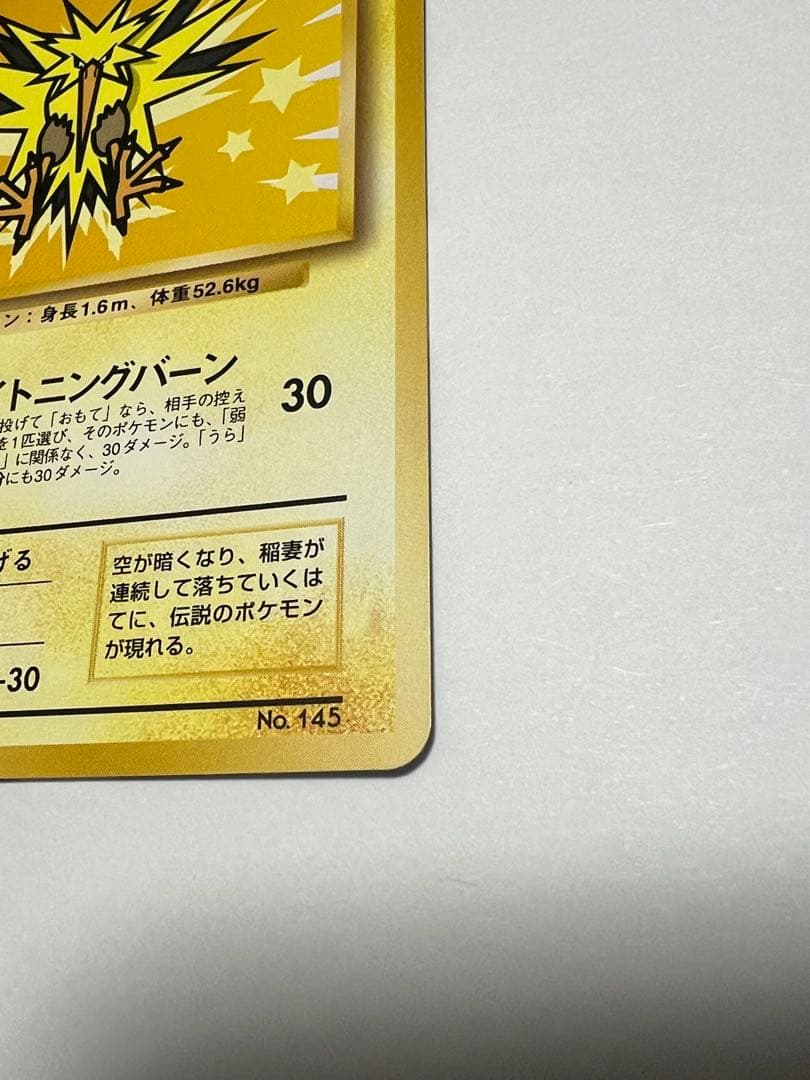 ン：身長1.6m、体重52.6kg
イトニングバーン 30
投げて「おもて」なら、相手の控え
を1匹選び、そのポケモンにも、「弱
」に関係なく、30ダメージ。「うら」
分にも30ダメージ。
げる
-30
空が暗くなり、稲妻が
連続して落ちていくは
てに、伝説のポケモン
が現れる。
No. 145